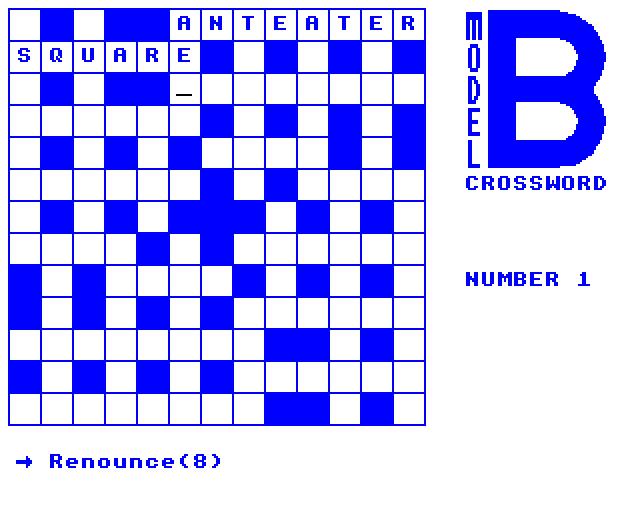 ANTEATER
SQUARE
_
MODEL
B
CROSSWORD
NUMBER 1
→ Renounce(8)